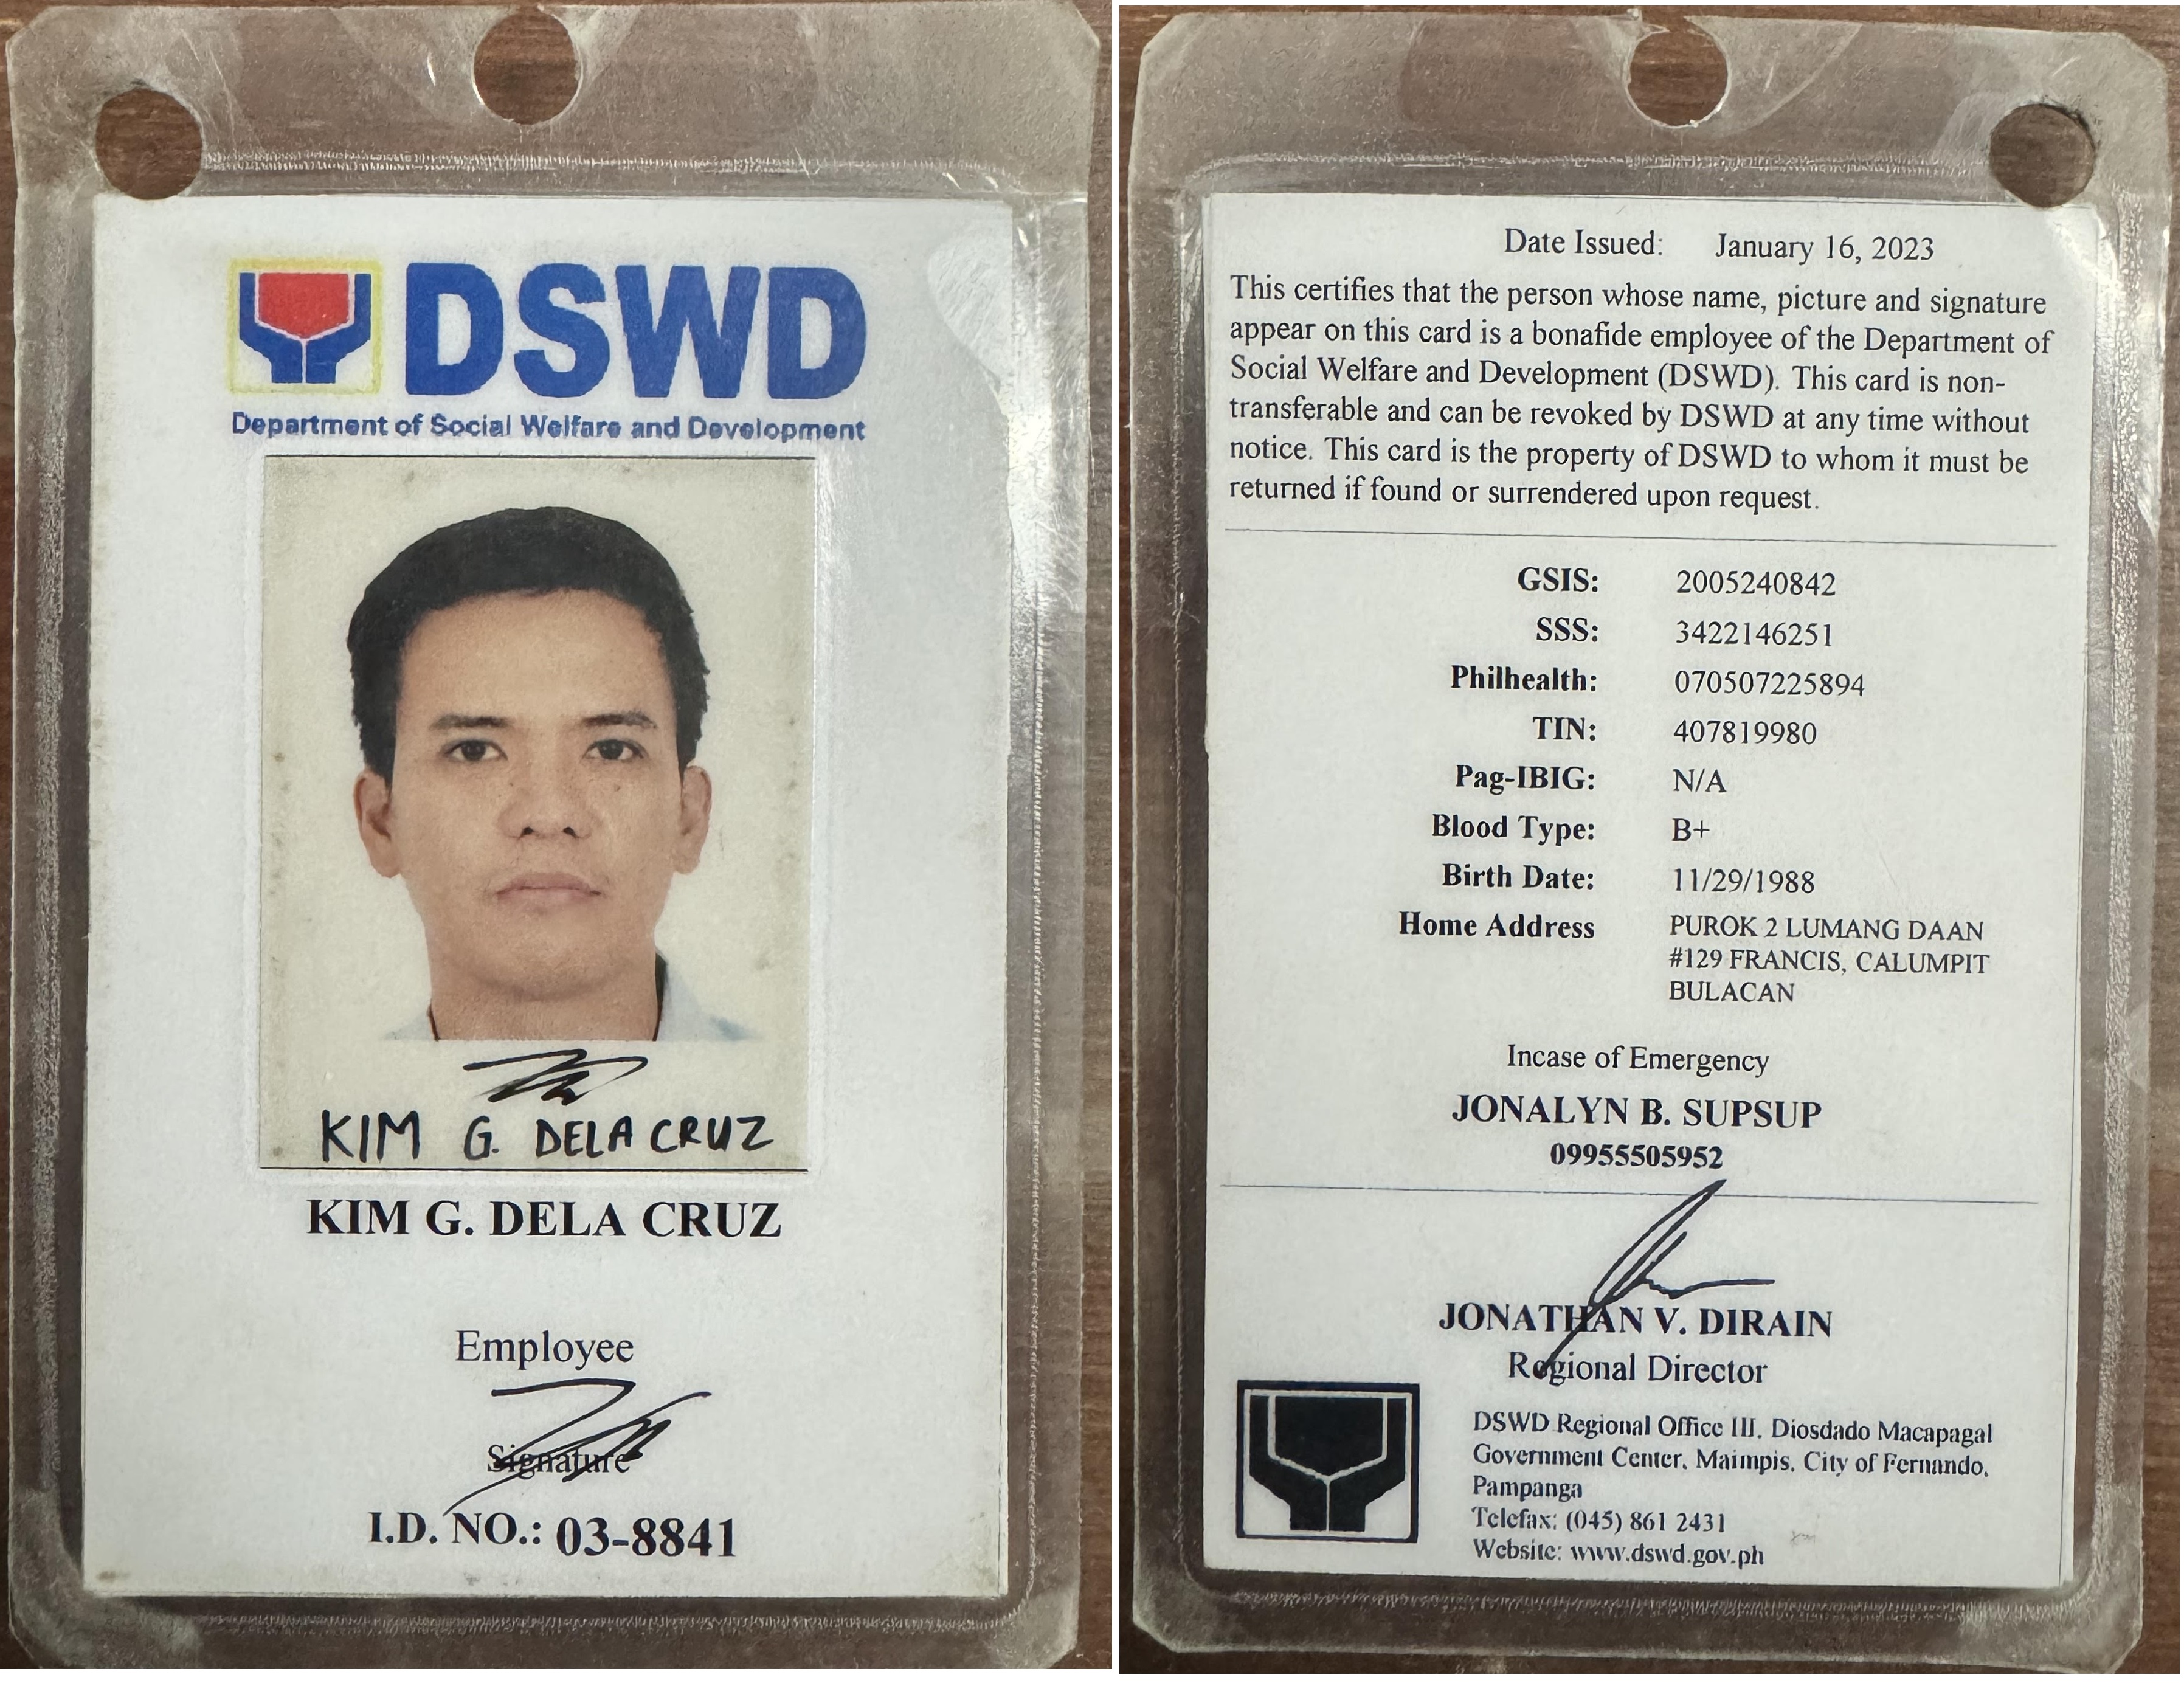 DSWD
Department of Social Welfare and Development
KIM G. DELA CRUZ
KIM G. DELA CRUZ
Employee
Signature
I.D. NO.: 03-8841
Date Issued: January 16, 2023
This certifies that the person whose name, picture and signature
appear on this card is a bonafide employee of the Department of
Social Welfare and Development (DSWD). This card is non-
transferable and can be revoked by DSWD at any time without
notice. This card is the property of DSWD to whom it must be
returned if found or surrendered upon request.
GSIS: 2005240842
SSS: 3422146251
Philhealth: 070507225894
TIN: 407819980
Pag-IBIG: N/A
Blood Type: B+
Birth Date: 11/29/1988
Home Address PUROK 2 LUMANG DAAN
#129 FRANCIS, CALUMPIT
BULACAN
Incase of Emergency
JONALYN B. SUPSUP
09955505952
JONATHAN V. DIRAIN
Regional Director
DSWD Regional Office III, Diosdado Macapagal
Government Center, Maimpis, City of Fernando,
Pampanga
Telefax: (045) 861 2431
Website: www.dswd.gov.ph